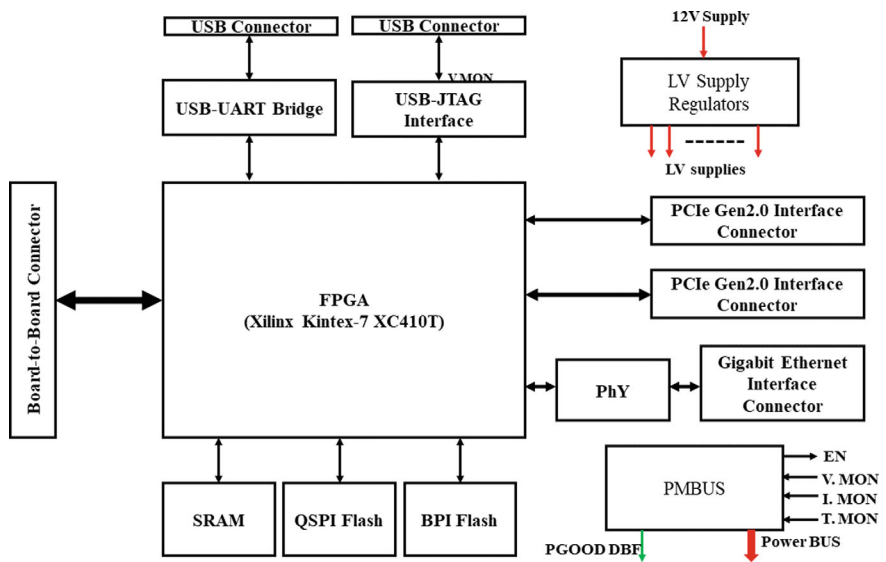 USB Connector
USB Connector
12V Supply
V.MON
USB-UART Bridge
USB-JTAG
Interface
LV Supply
Regulators
LV supplies
Board-to-Board Connector
FPGA
(Xilinx Kintex-7 XC410T)
PCIe Gen2.0 Interface
Connector
PCIe Gen2.0 Interface
Connector
PhY
Gigabit Ethernet
Interface
Connector
SRAM
QSPI Flash
BPI Flash
PMBUS
EN
V. MON
I. MON
T. MON
PGOOD DBF
Power BUS